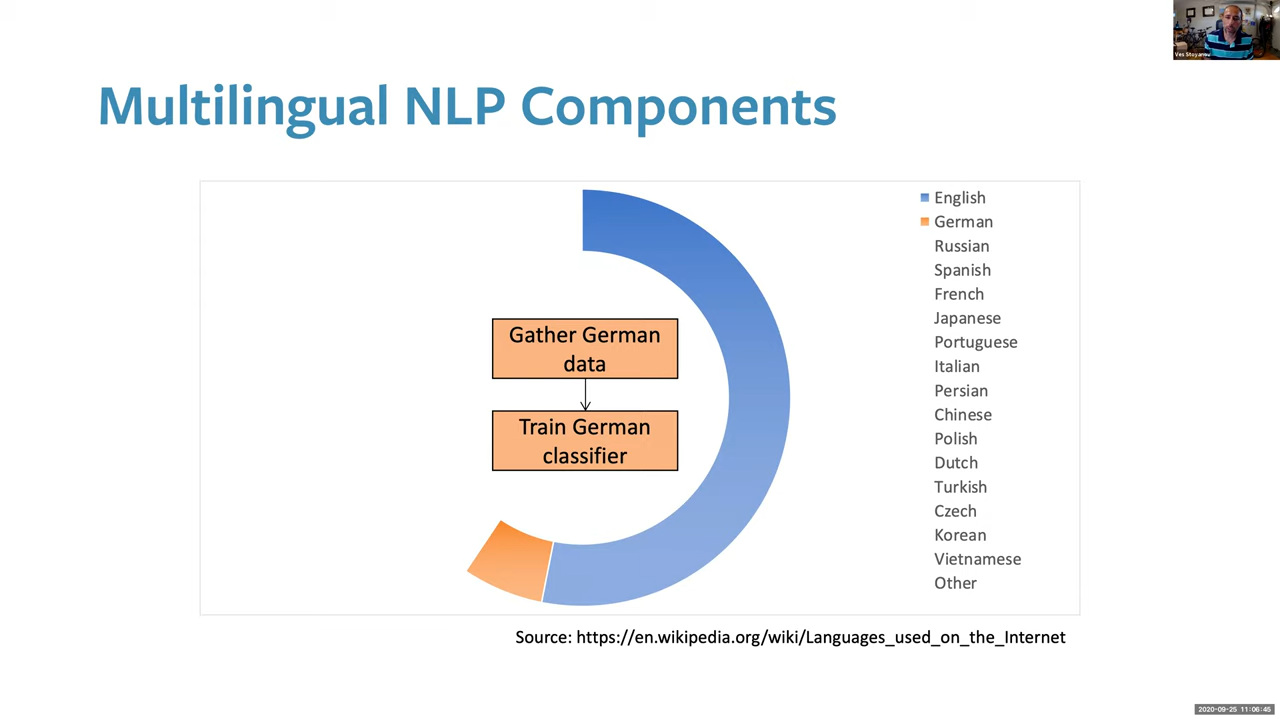 Multilingual NLP Components
Gather German
data
Train German
classifier
English
German
Russian
Spanish
French
Japanese
Portuguese
Italian
Persian
Chinese
Polish
Dutch
Turkish
Czech
Korean
Vietnamese
Other
Source: https://en.wikipedia.org/wiki/Languages_used_on_the_Internet
Ves Stoyanov
2020-09-25 11:06:45